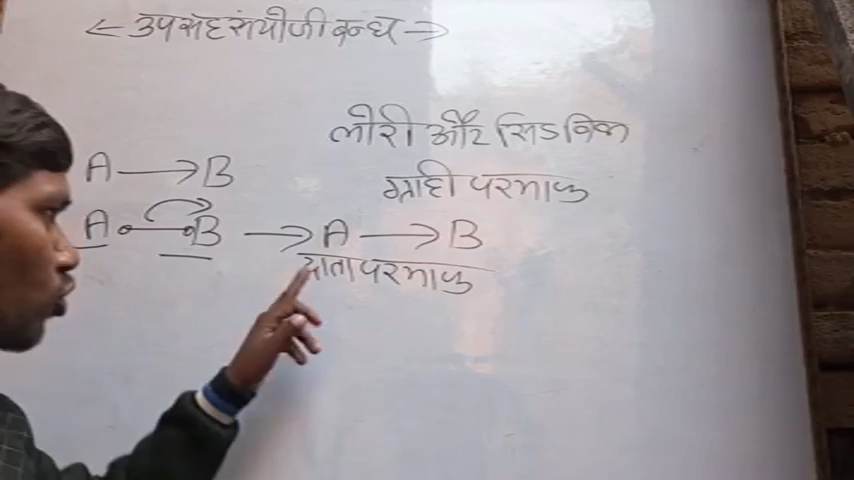 ← उपसहसंयोजी बन्ध →
लोरी और सिडविक
A → B
ग्राही परमाणु
A B → A → B
दाता परमाणु